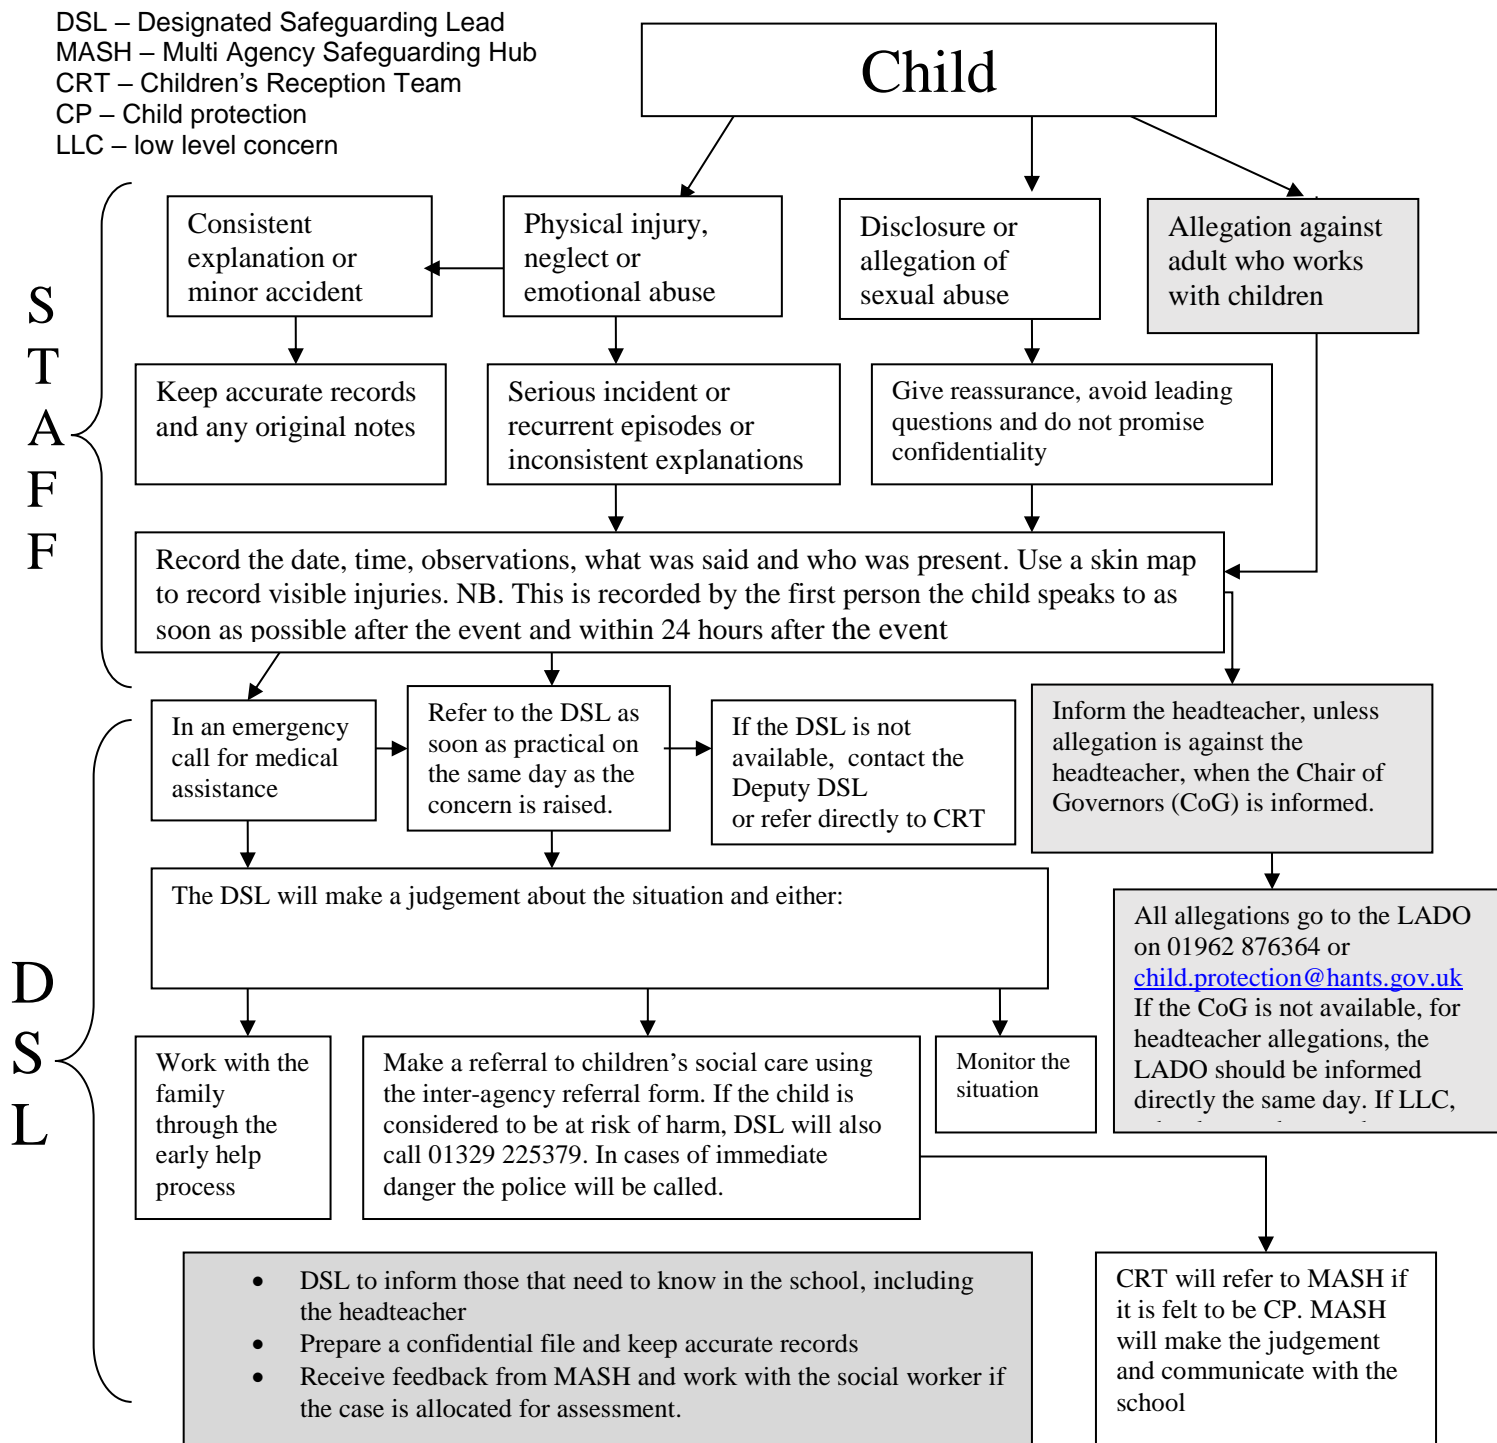 DSL – Designated Safeguarding Lead
MASH – Multi Agency Safeguarding Hub
CRT – Children's Reception Team
CP – Child protection
LLC – low level concern
Child
S
T
A
F
F
Consistent
explanation or
minor accident
Physical injury,
neglect or
emotional abuse
Disclosure or
allegation of
sexual abuse
Allegation against
adult who works
with children
Keep accurate records
and any original notes
Serious incident or
recurrent episodes or
inconsistent explanations
Give reassurance, avoid leading
questions and do not promise
confidentiality
Record the date, time, observations, what was said and who was present. Use a skin map
to record visible injuries. NB. This is recorded by the first person the child speaks to as
soon as possible after the event and within 24 hours after the event
D
S
L
In an emergency
call for medical
assistance
Refer to the DSL as
soon as practical on
the same day as the
concern is raised.
If the DSL is not
available,  contact the
Deputy DSL
or refer directly to CRT
Inform the headteacher, unless
allegation is against the
headteacher, when the Chair of
Governors (CoG) is informed.
The DSL will make a judgement about the situation and either:
All allegations go to the LADO
on 01962 876364 or
child.protection@hants.gov.uk
If the CoG is not available, for
headteacher allegations, the
LADO should be informed
directly the same day. If LLC,
Work with the
family
through the
early help
process
Make a referral to children's social care using
the inter-agency referral form. If the child is
considered to be at risk of harm, DSL will also
call 01329 225379. In cases of immediate
danger the police will be called.
Monitor the
situation
• DSL to inform those that need to know in the school, including
the headteacher
• Prepare a confidential file and keep accurate records
• Receive feedback from MASH and work with the social worker if
the case is allocated for assessment.
CRT will refer to MASH if
it is felt to be CP. MASH
will make the judgement
and communicate with the
school